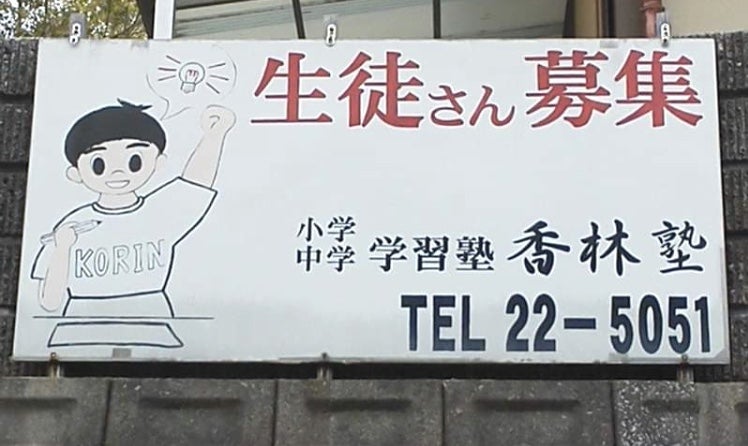 生徒さん募集
KORIN
小学
中学
学習塾 香林塾
TEL 22-5051